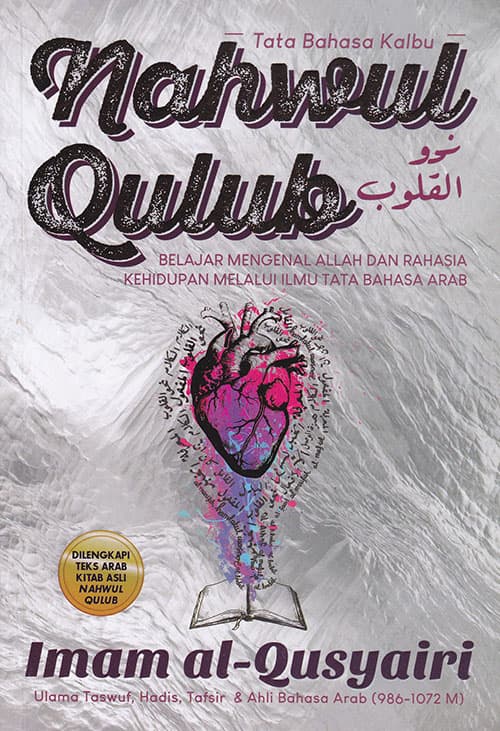 Tata Bahasa Kalbu
Nahwul
Qulub
نحو
القلوب
BELAJAR MENGENAL ALLAH DAN RAHASIA
KEHIDUPAN MELALUI ILMU TATA BAHASA ARAB
DILENGKAPI
TEKS ARAB
KITAB ASLI
NAHWUL
QULUB
Imam al-Qusyairi
Ulama Taswuf, Hadis, Tafsir & Ahli Bahasa Arab (986-1072 M)